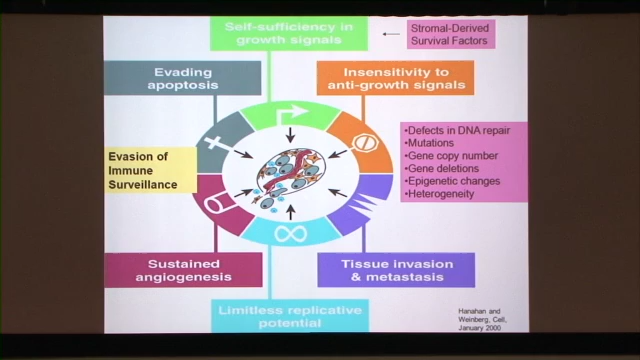 Self-sufficiency in
growth signals
Stromal-Derived
Survival Factors
Evading
apoptosis
Insensitivity to
anti-growth signals
Evasion of
Immune
Surveillance
•Defects in DNA repair
•Mutations
•Gene copy number
•Gene deletions
•Epigenetic changes
•Heterogeneity
Sustained
angiogenesis
Tissue invasion
& metastasis
Limitless replicative
potential
Hanahan and
Weinberg, Cell,
January 2000